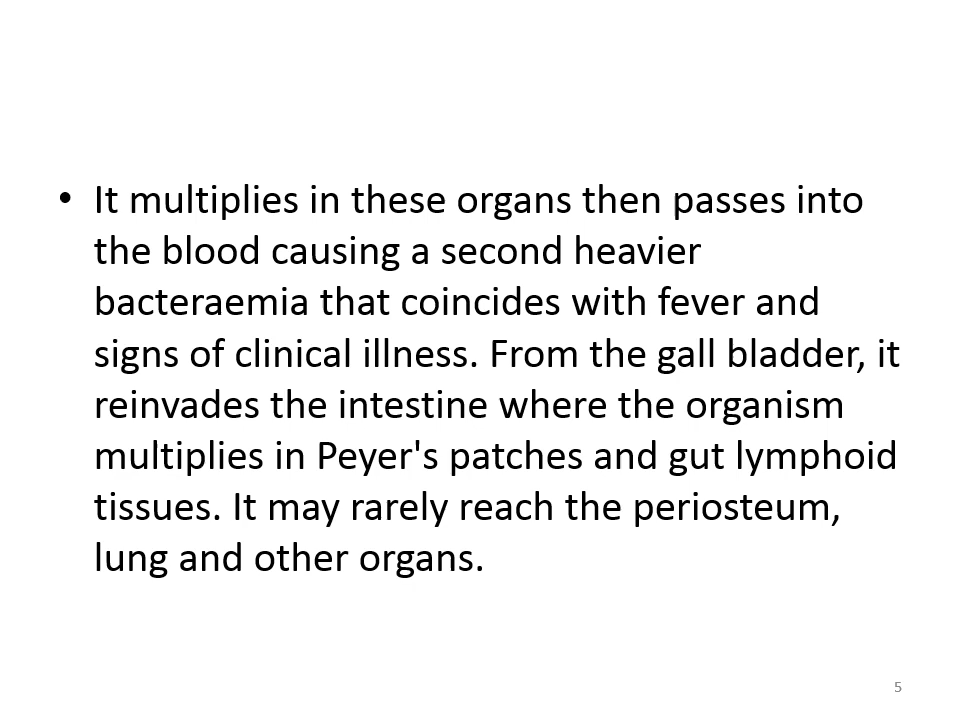 • It multiplies in these organs then passes into
the blood causing a second heavier
bacteraemia that coincides with fever and
signs of clinical illness. From the gall bladder, it
reinvades the intestine where the organism
multiplies in Peyer's patches and gut lymphoid
tissues. It may rarely reach the periosteum,
lung and other organs.
5